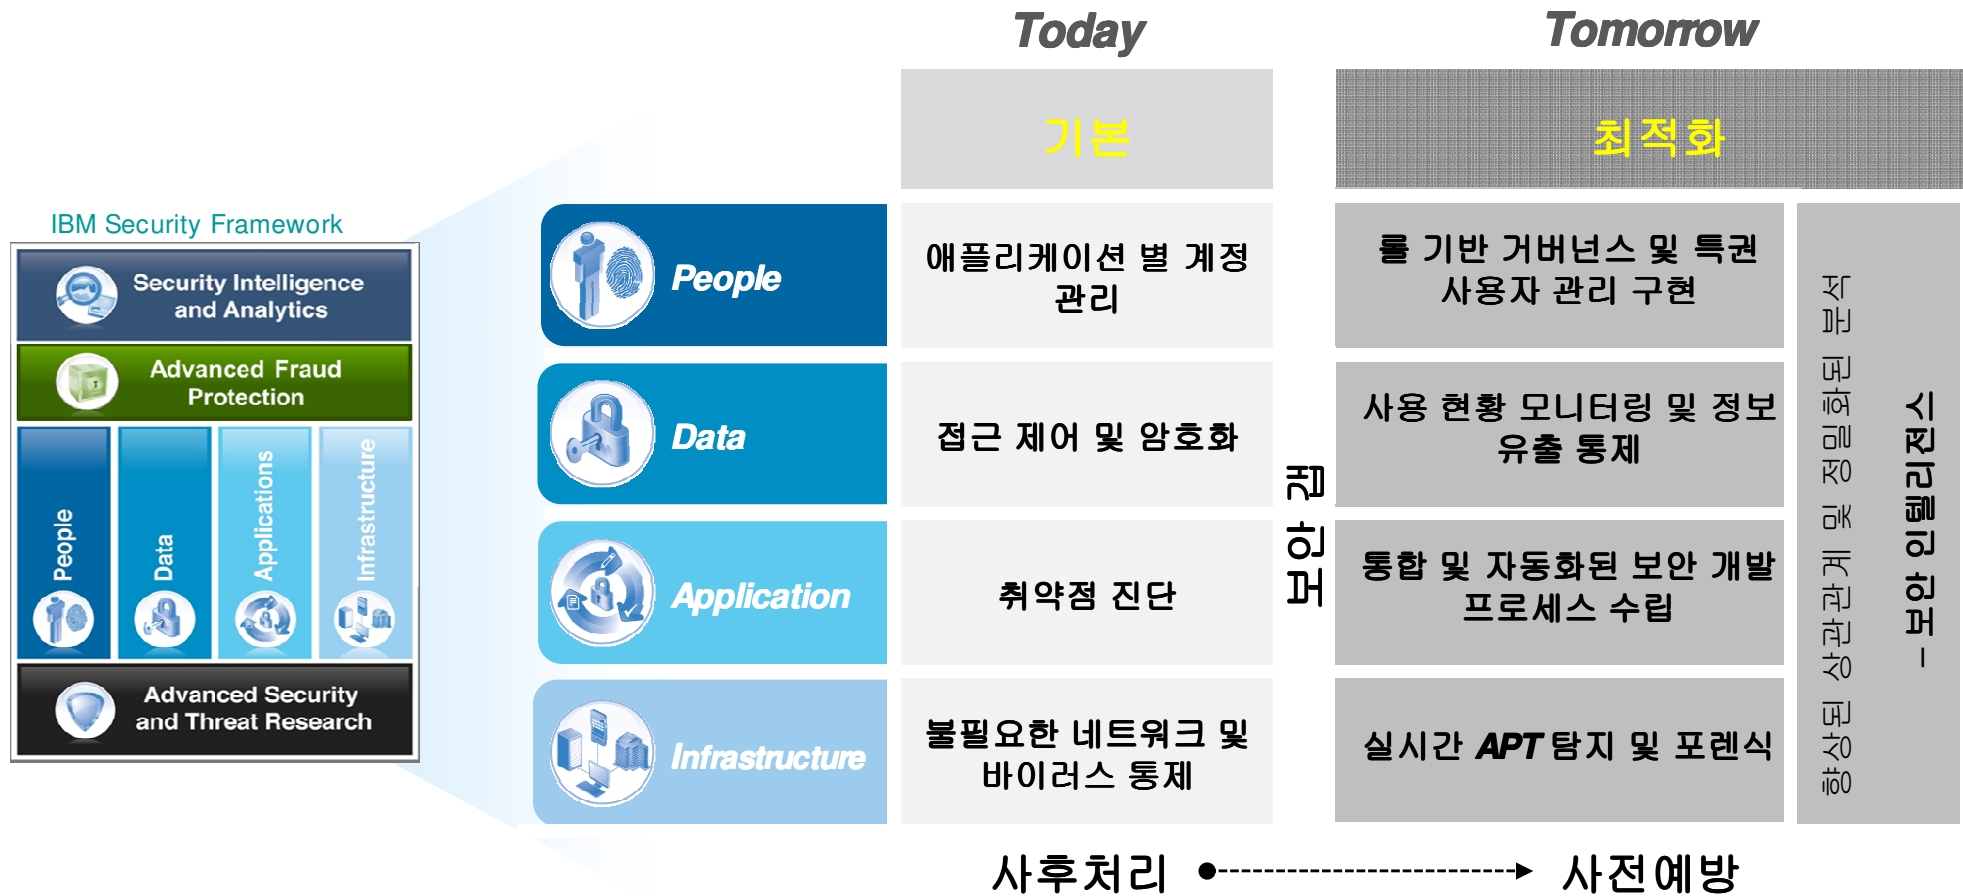 Today
Tomorrow
기본
최적화
IBM Security Framework
Security Intelligence
and Analytics
Advanced Fraud
Protection
People
Data
Applications
Infrastructure
Advanced Security
and Threat Research
People
애플리케이션 별 계정
관리
롤 기반 거버넌스 및 특권
사용자 관리 구현
Data
접근 제어 및 암호화
사용 현황 모니터링 및 정보
유출 통제
Application
취약점 진단
통합 및 자동화된 보안 개발
프로세스 수립
Infrastructure
불필요한 네트워크 및
바이러스 통제
실시간 APT 탐지 및 포렌식
보안 갭
향상된 상관관계 및 정밀화된 분석
– 보안 인텔리전스
사후처리
사전예방